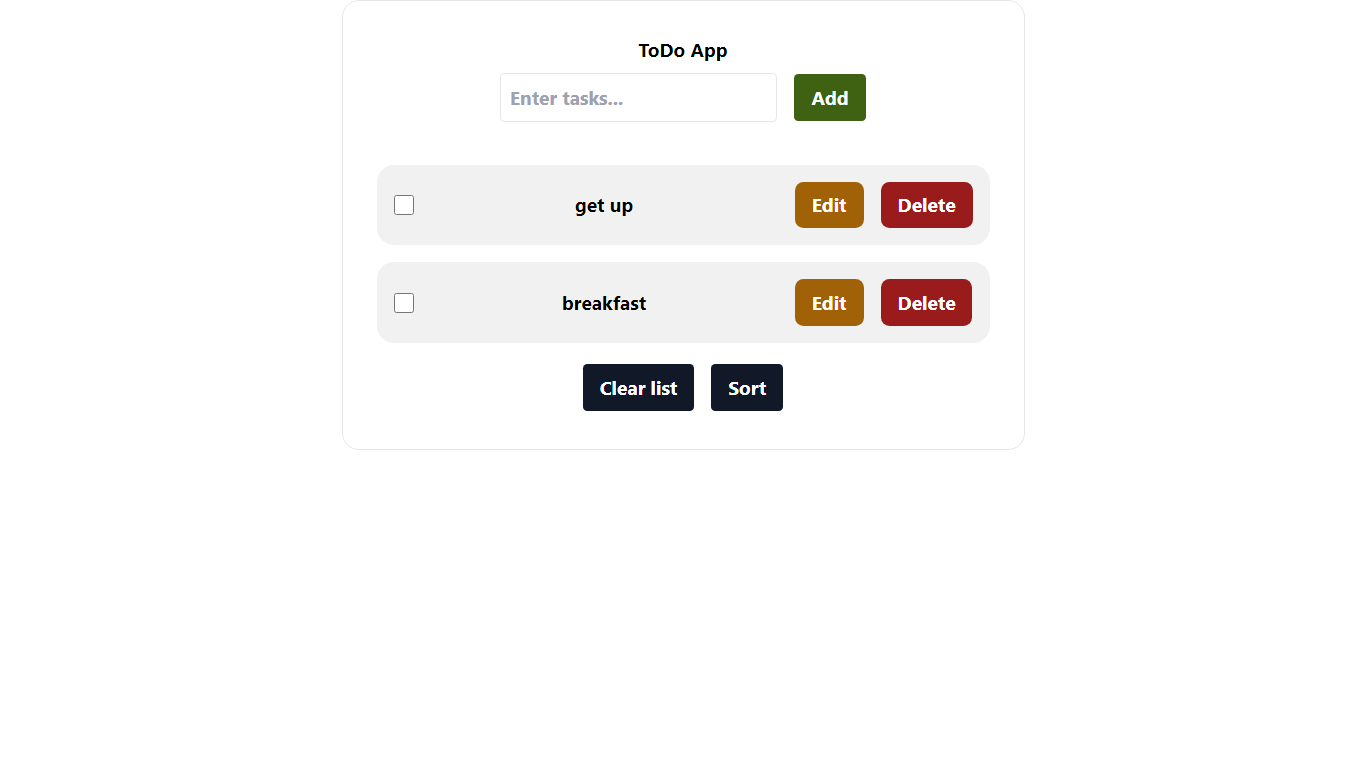 ToDo App
Enter tasks... Add
get up Edit Delete
breakfast Edit Delete
Clear list Sort